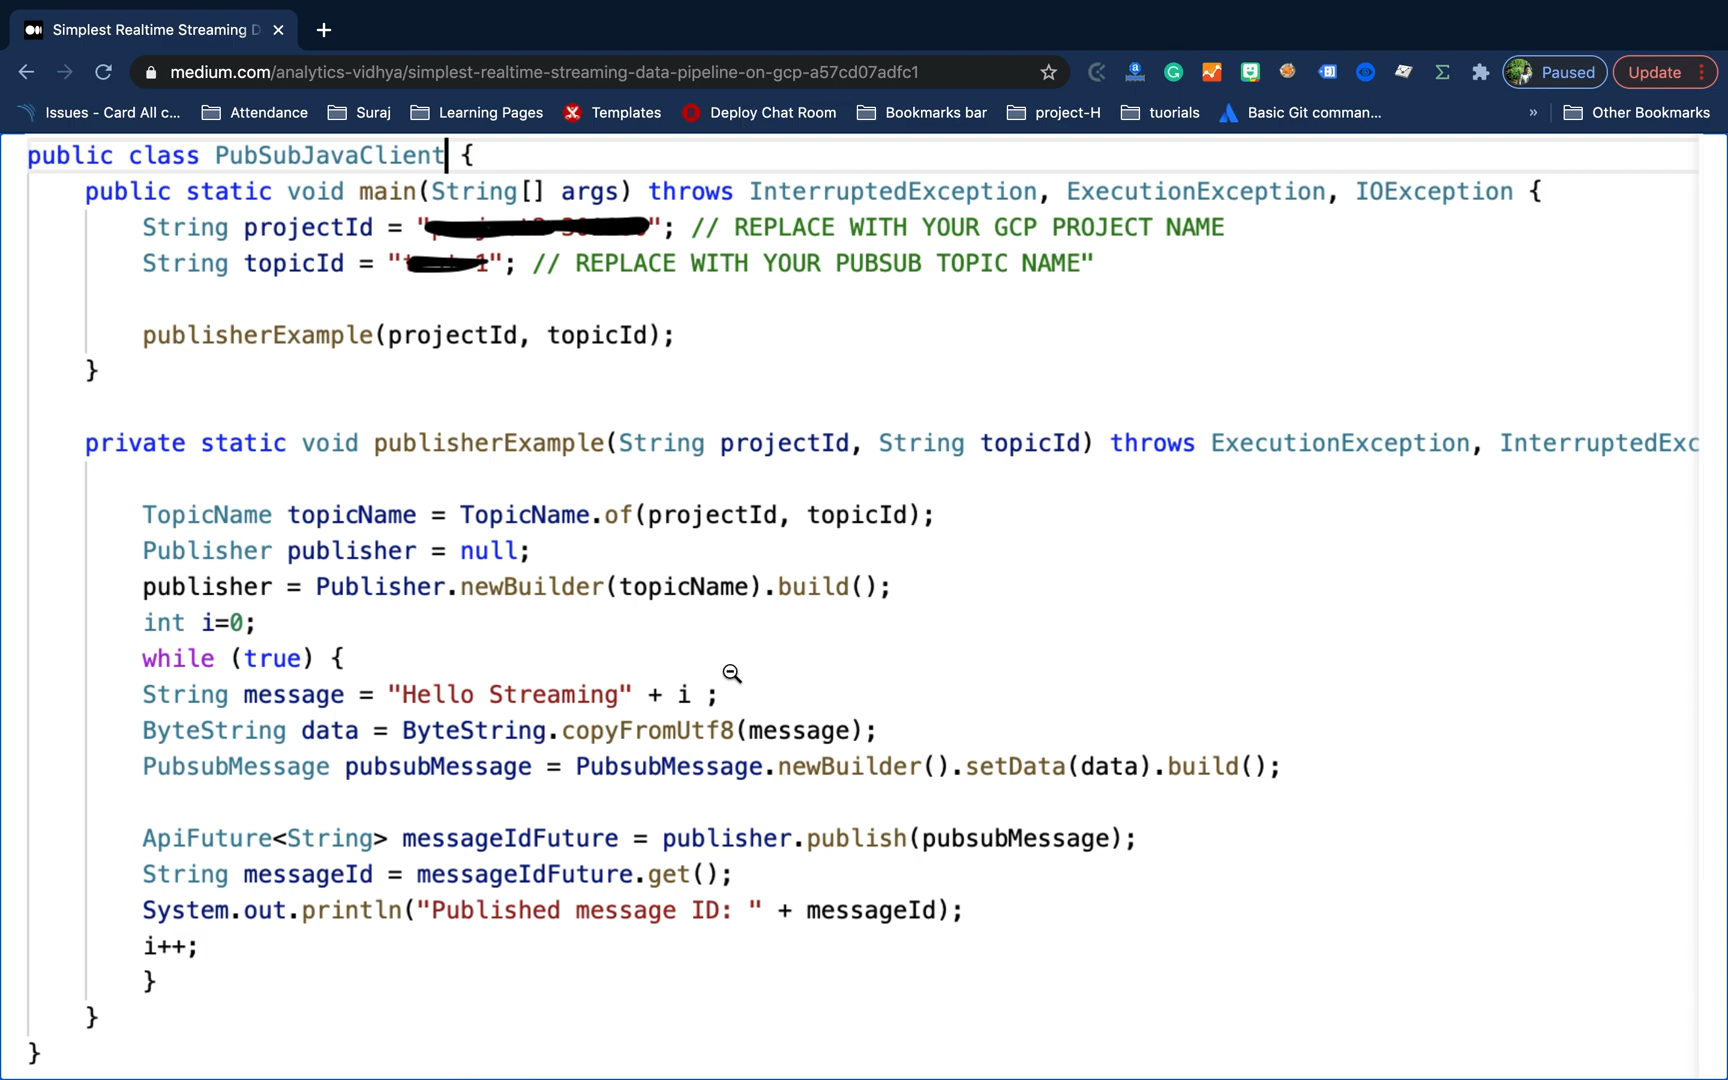 Simplest Realtime Streaming D
medium.com/analytics-vidhya/simplest-realtime-streaming-data-pipeline-on-gcp-a57cd07adfc1
Paused
Update
Issues - Card All c...
Attendance
Suraj
Learning Pages
Templates
Deploy Chat Room
Bookmarks bar
project-H
tuorials
Basic Git comman...
»
Other Bookmarks
public class PubSubJavaClient {
public static void main(String[] args) throws InterruptedException, ExecutionException, IOException {
String projectId = " "; // REPLACE WITH YOUR GCP PROJECT NAME
String topicId = " 1"; // REPLACE WITH YOUR PUBSUB TOPIC NAME"
publisherExample(projectId, topicId);
}
private static void publisherExample(String projectId, String topicId) throws ExecutionException, InterruptedExc
TopicName topicName = TopicName.of(projectId, topicId);
Publisher publisher = null;
publisher = Publisher.newBuilder(topicName).build();
int i=0;
while (true) {
String message = "Hello Streaming" + i ;
ByteString data = ByteString.copyFromUtf8(message);
PubsubMessage pubsubMessage = PubsubMessage.newBuilder().setData(data).build();
ApiFuture<String> messageIdFuture = publisher.publish(pubsubMessage);
String messageId = messageIdFuture.get();
System.out.println("Published message ID: " + messageId);
i++;
}
}
}